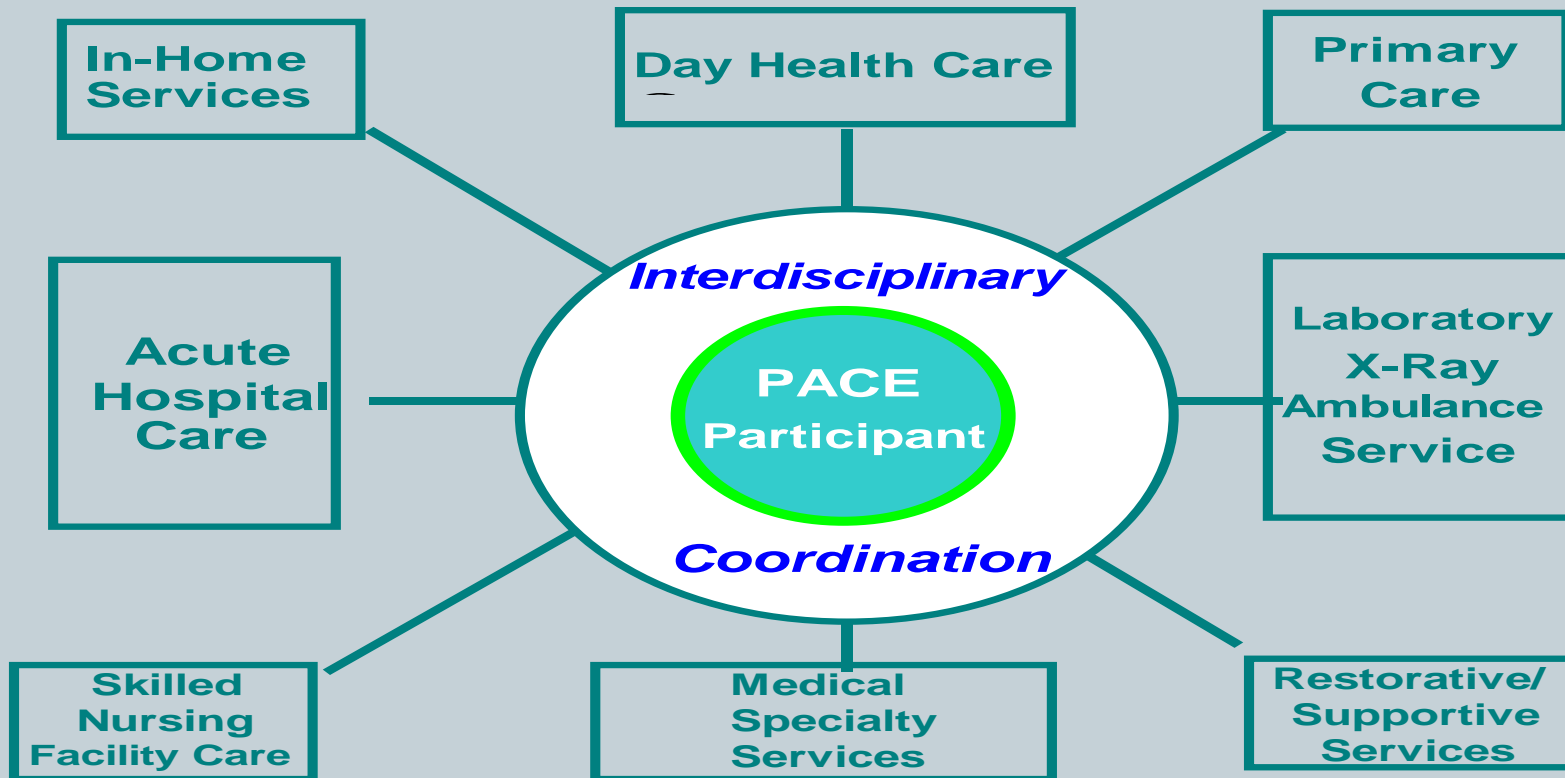 In-Home
Services
Day Health Care
Primary
Care
Acute
Hospital
Care
Interdisciplinary
PACE
Participant
Coordination
Laboratory
X-Ray
Ambulance
Service
Skilled
Nursing
Facility Care
Medical
Specialty
Services
Restorative/
Supportive
Services